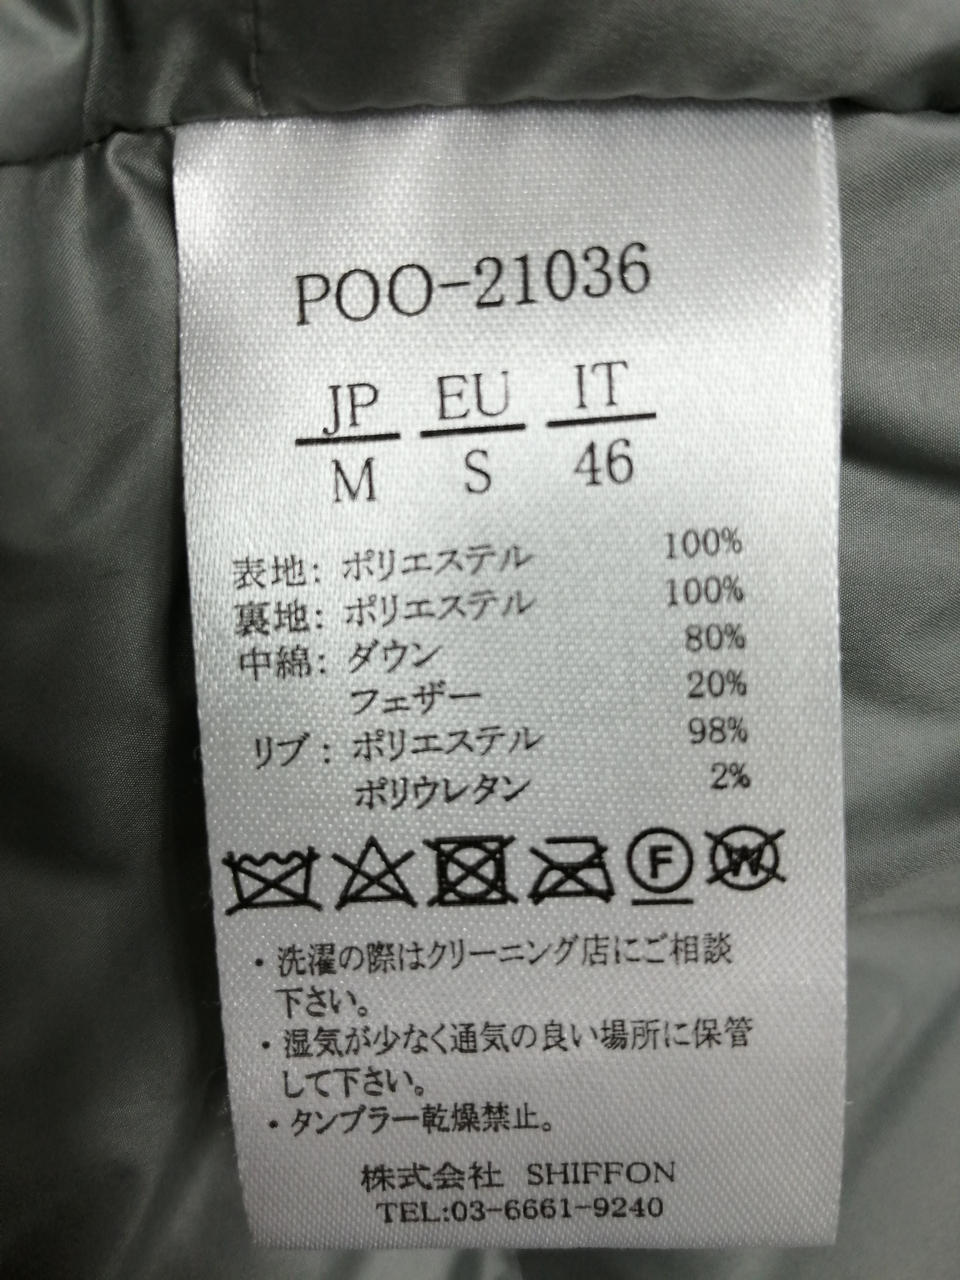 POO-21036
JP EU IT
M S 46
表地: ポリエステル 100%
裏地: ポリエステル 100%
中綿: ダウン 80%
フェザー 20%
リブ: ポリエステル 98%
ポリウレタン 2%
F W
・洗濯の際はクリーニング店にご相談
下さい。
・湿気が少なく通気の良い場所に保管
して下さい。
・タンブラー乾燥禁止。
株式会社 SHIFFON
TEL:03-6661-9240